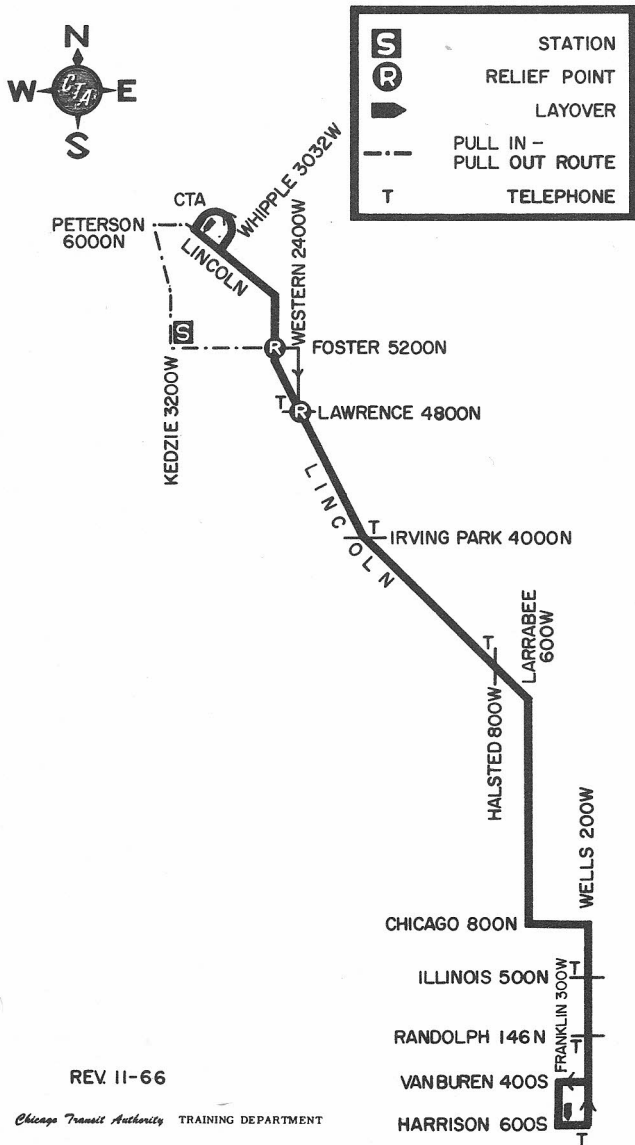 N
W CTA E
S
S STATION
R RELIEF POINT
LAYOVER
PULL IN -
PULL OUT ROUTE
T TELEPHONE
CTA
WHIPPLE 3032W
PETERSON
6000N
LINCOLN
WESTERN 2400W
S
R FOSTER 5200N
KEDZIE 3200W
T
R LAWRENCE 4800N
LINCOLN
T
IRVING PARK 4000N
LARRABEE
600W
T
HALSTED 800W
WELLS 200W
CHICAGO 800N
FRANKLIN 300W
ILLINOIS 500N T
RANDOLPH 146N
T
VAN BUREN 400S
HARRISON 600S
T
REV. 11-66
Chicago Transit Authority TRAINING DEPARTMENT